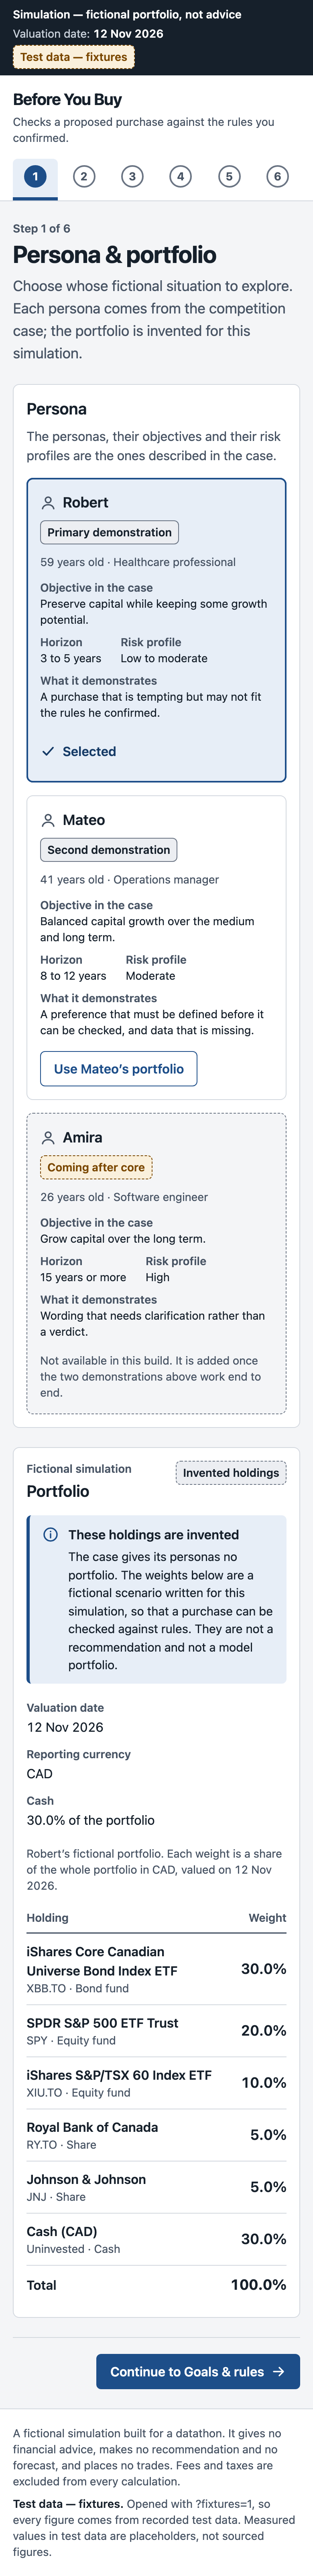 Simulation — fictional portfolio, not advice
Valuation date: 12 Nov 2026
Test data — fixtures
Before You Buy
Checks a proposed purchase against the rules you
confirmed.
1 2 3 4 5 6
Step 1 of 6
Persona & portfolio
Choose whose fictional situation to explore.
Each persona comes from the competition
case; the portfolio is invented for this
simulation.
Persona
The personas, their objectives and their risk
profiles are the ones described in the case.
Robert
Primary demonstration
59 years old · Healthcare professional
Objective in the case
Preserve capital while keeping some growth
potential.
Horizon Risk profile
3 to 5 years Low to moderate
What it demonstrates
A purchase that is tempting but may not fit
the rules he confirmed.
Selected
Mateo
Second demonstration
41 years old · Operations manager
Objective in the case
Balanced capital growth over the medium
and long term.
Horizon Risk profile
8 to 12 years Moderate
What it demonstrates
A preference that must be defined before it
can be checked, and data that is missing.
Use Mateo’s portfolio
Amira
Coming after core
26 years old · Software engineer
Objective in the case
Grow capital over the long term.
Horizon Risk profile
15 years or more High
What it demonstrates
Wording that needs clarification rather than
a verdict.
Not available in this build. It is added once
the two demonstrations above work end to
end.
Fictional simulation
Invented holdings
Portfolio
These holdings are invented
The case gives its personas no
portfolio. The weights below are a
fictional scenario written for this
simulation, so that a purchase can be
checked against rules. They are not a
recommendation and not a model
portfolio.
Valuation date
12 Nov 2026
Reporting currency
CAD
Cash
30.0% of the portfolio
Robert’s fictional portfolio. Each weight is a share
of the whole portfolio in CAD, valued on 12 Nov
2026.
Holding Weight
iShares Core Canadian
Universe Bond Index ETF
XBB.TO · Bond fund
30.0%
SPDR S&P 500 ETF Trust
SPY · Equity fund
20.0%
iShares S&P/TSX 60 Index ETF
XIU.TO · Equity fund
10.0%
Royal Bank of Canada
RY.TO · Share
5.0%
Johnson & Johnson
JNJ · Share
5.0%
Cash (CAD)
Uninvested · Cash
30.0%
Total 100.0%
Continue to Goals & rules →
A fictional simulation built for a datathon. It gives no
financial advice, makes no recommendation and no
forecast, and places no trades. Fees and taxes are
excluded from every calculation.
Test data — fixtures. Opened with ?fixtures=1, so
every figure comes from recorded test data. Measured
values in test data are placeholders, not sourced
figures.